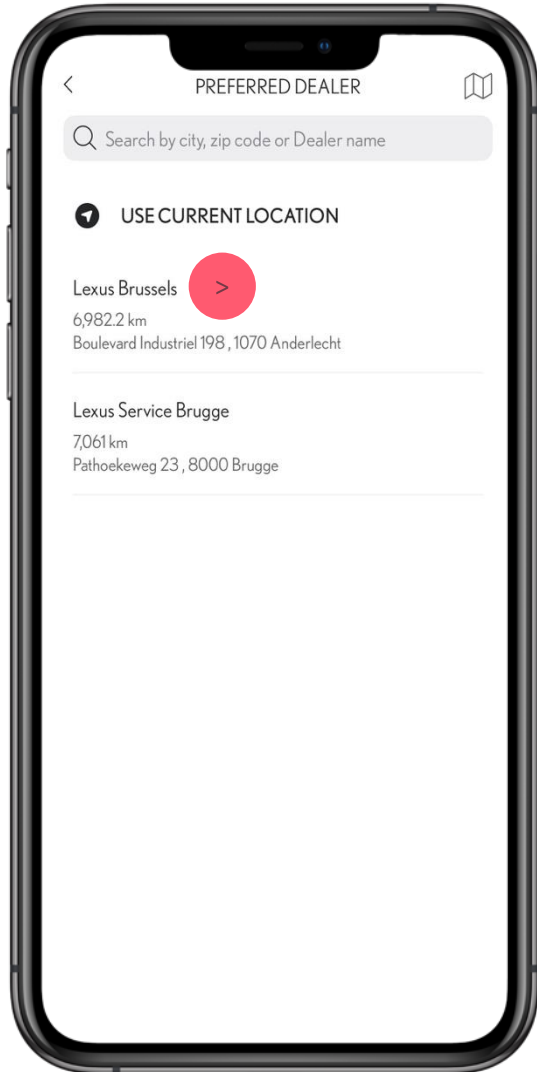 PREFERRED DEALER
Search by city, zip code or Dealer name
USE CURRENT LOCATION
Lexus Brussels >
6,982.2 km
Boulevard Industriel 198 , 1070 Anderlecht
Lexus Service Brugge
7,061 km
Pathoekeweg 23 , 8000 Brugge